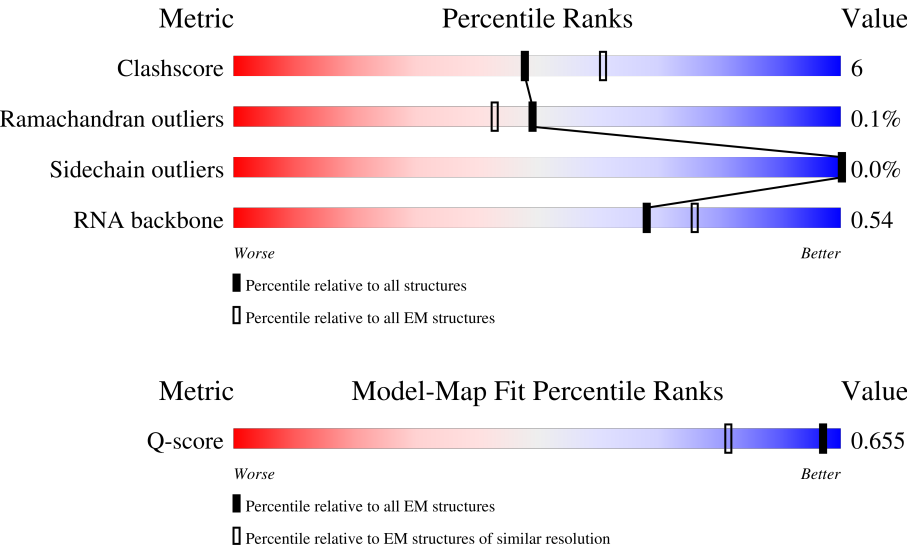 Metric Percentile Ranks Value
Clashscore 6
Ramachandran outliers 0.1%
Sidechain outliers 0.0%
RNA backbone 0.54
Worse Better
Percentile relative to all structures
Percentile relative to all EM structures
Metric Model-Map Fit Percentile Ranks Value
Q-score 0.655
Worse Better
Percentile relative to all EM structures
Percentile relative to EM structures of similar resolution